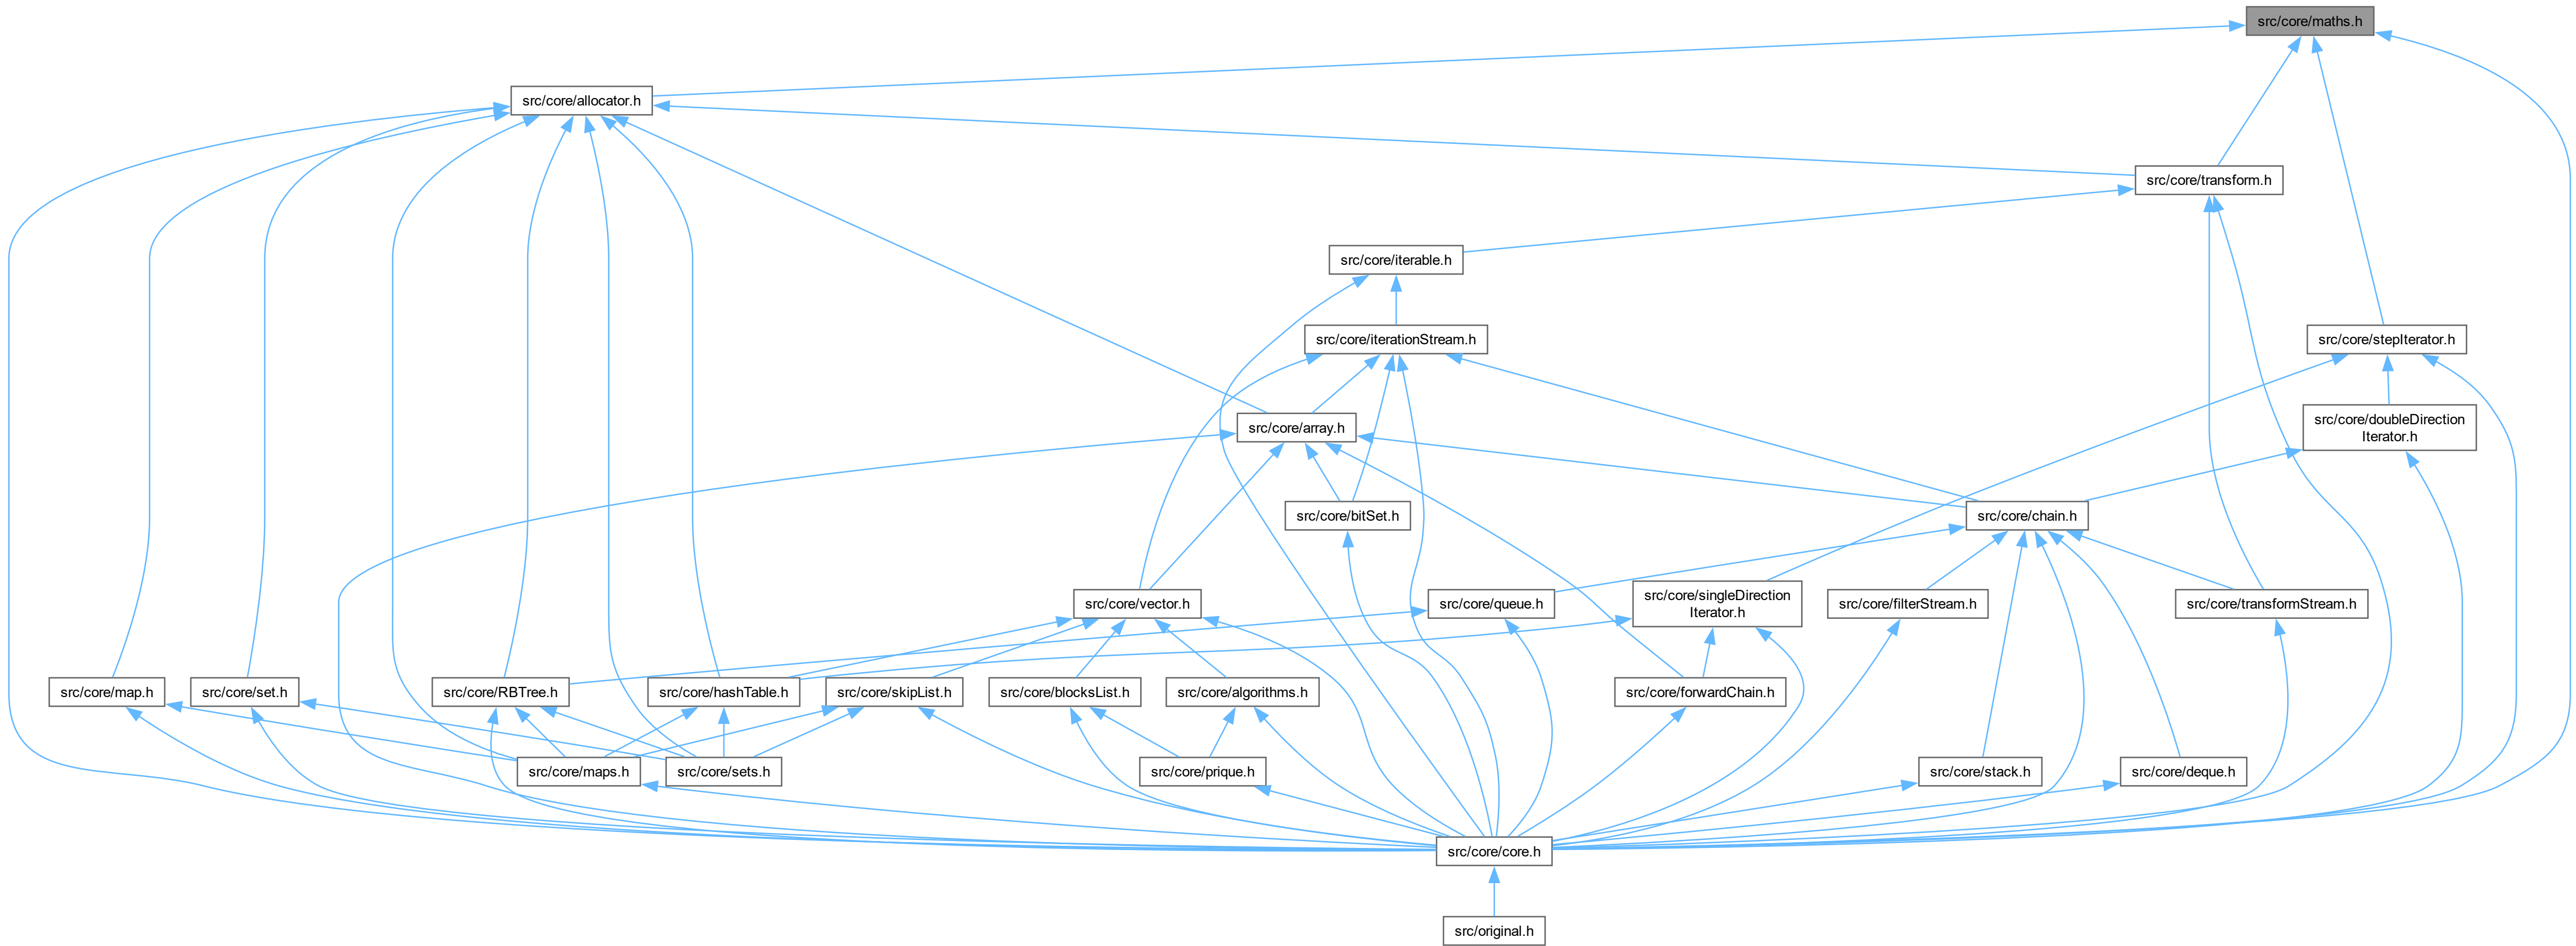 src/core/maths.h
src/core/allocator.h
src/core/transform.h
src/core/iterable.h
src/core/iterationStream.h
src/core/stepIterator.h
src/core/array.h
src/core/doubleDirection
Iterator.h
src/core/bitSet.h
src/core/chain.h
src/core/vector.h
src/core/queue.h
src/core/singleDirection
Iterator.h
src/core/filterStream.h
src/core/transformStream.h
src/core/map.h
src/core/set.h
src/core/RBTree.h
src/core/hashTable.h
src/core/skipList.h
src/core/blocksList.h
src/core/algorithms.h
src/core/forwardChain.h
src/core/maps.h
src/core/sets.h
src/core/prique.h
src/core/stack.h
src/core/deque.h
src/core/core.h
src/original.h